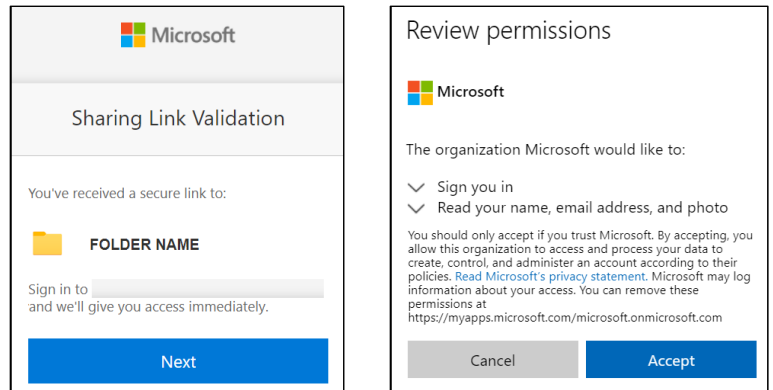 Microsoft
Sharing Link Validation
You've received a secure link to:
FOLDER NAME
Sign in to
and we'll give you access immediately.
Next
Review permissions
Microsoft
The organization Microsoft would like to:
Sign you in
Read your name, email address, and photo
You should only accept if you trust Microsoft. By accepting, you
allow this organization to access and process your data to
create, control, and administer an account according to their
policies. Read Microsoft's privacy statement. Microsoft may log
information about your access. You can remove these
permissions at
https://myapps.microsoft.com/microsoft.onmicrosoft.com
Cancel
Accept